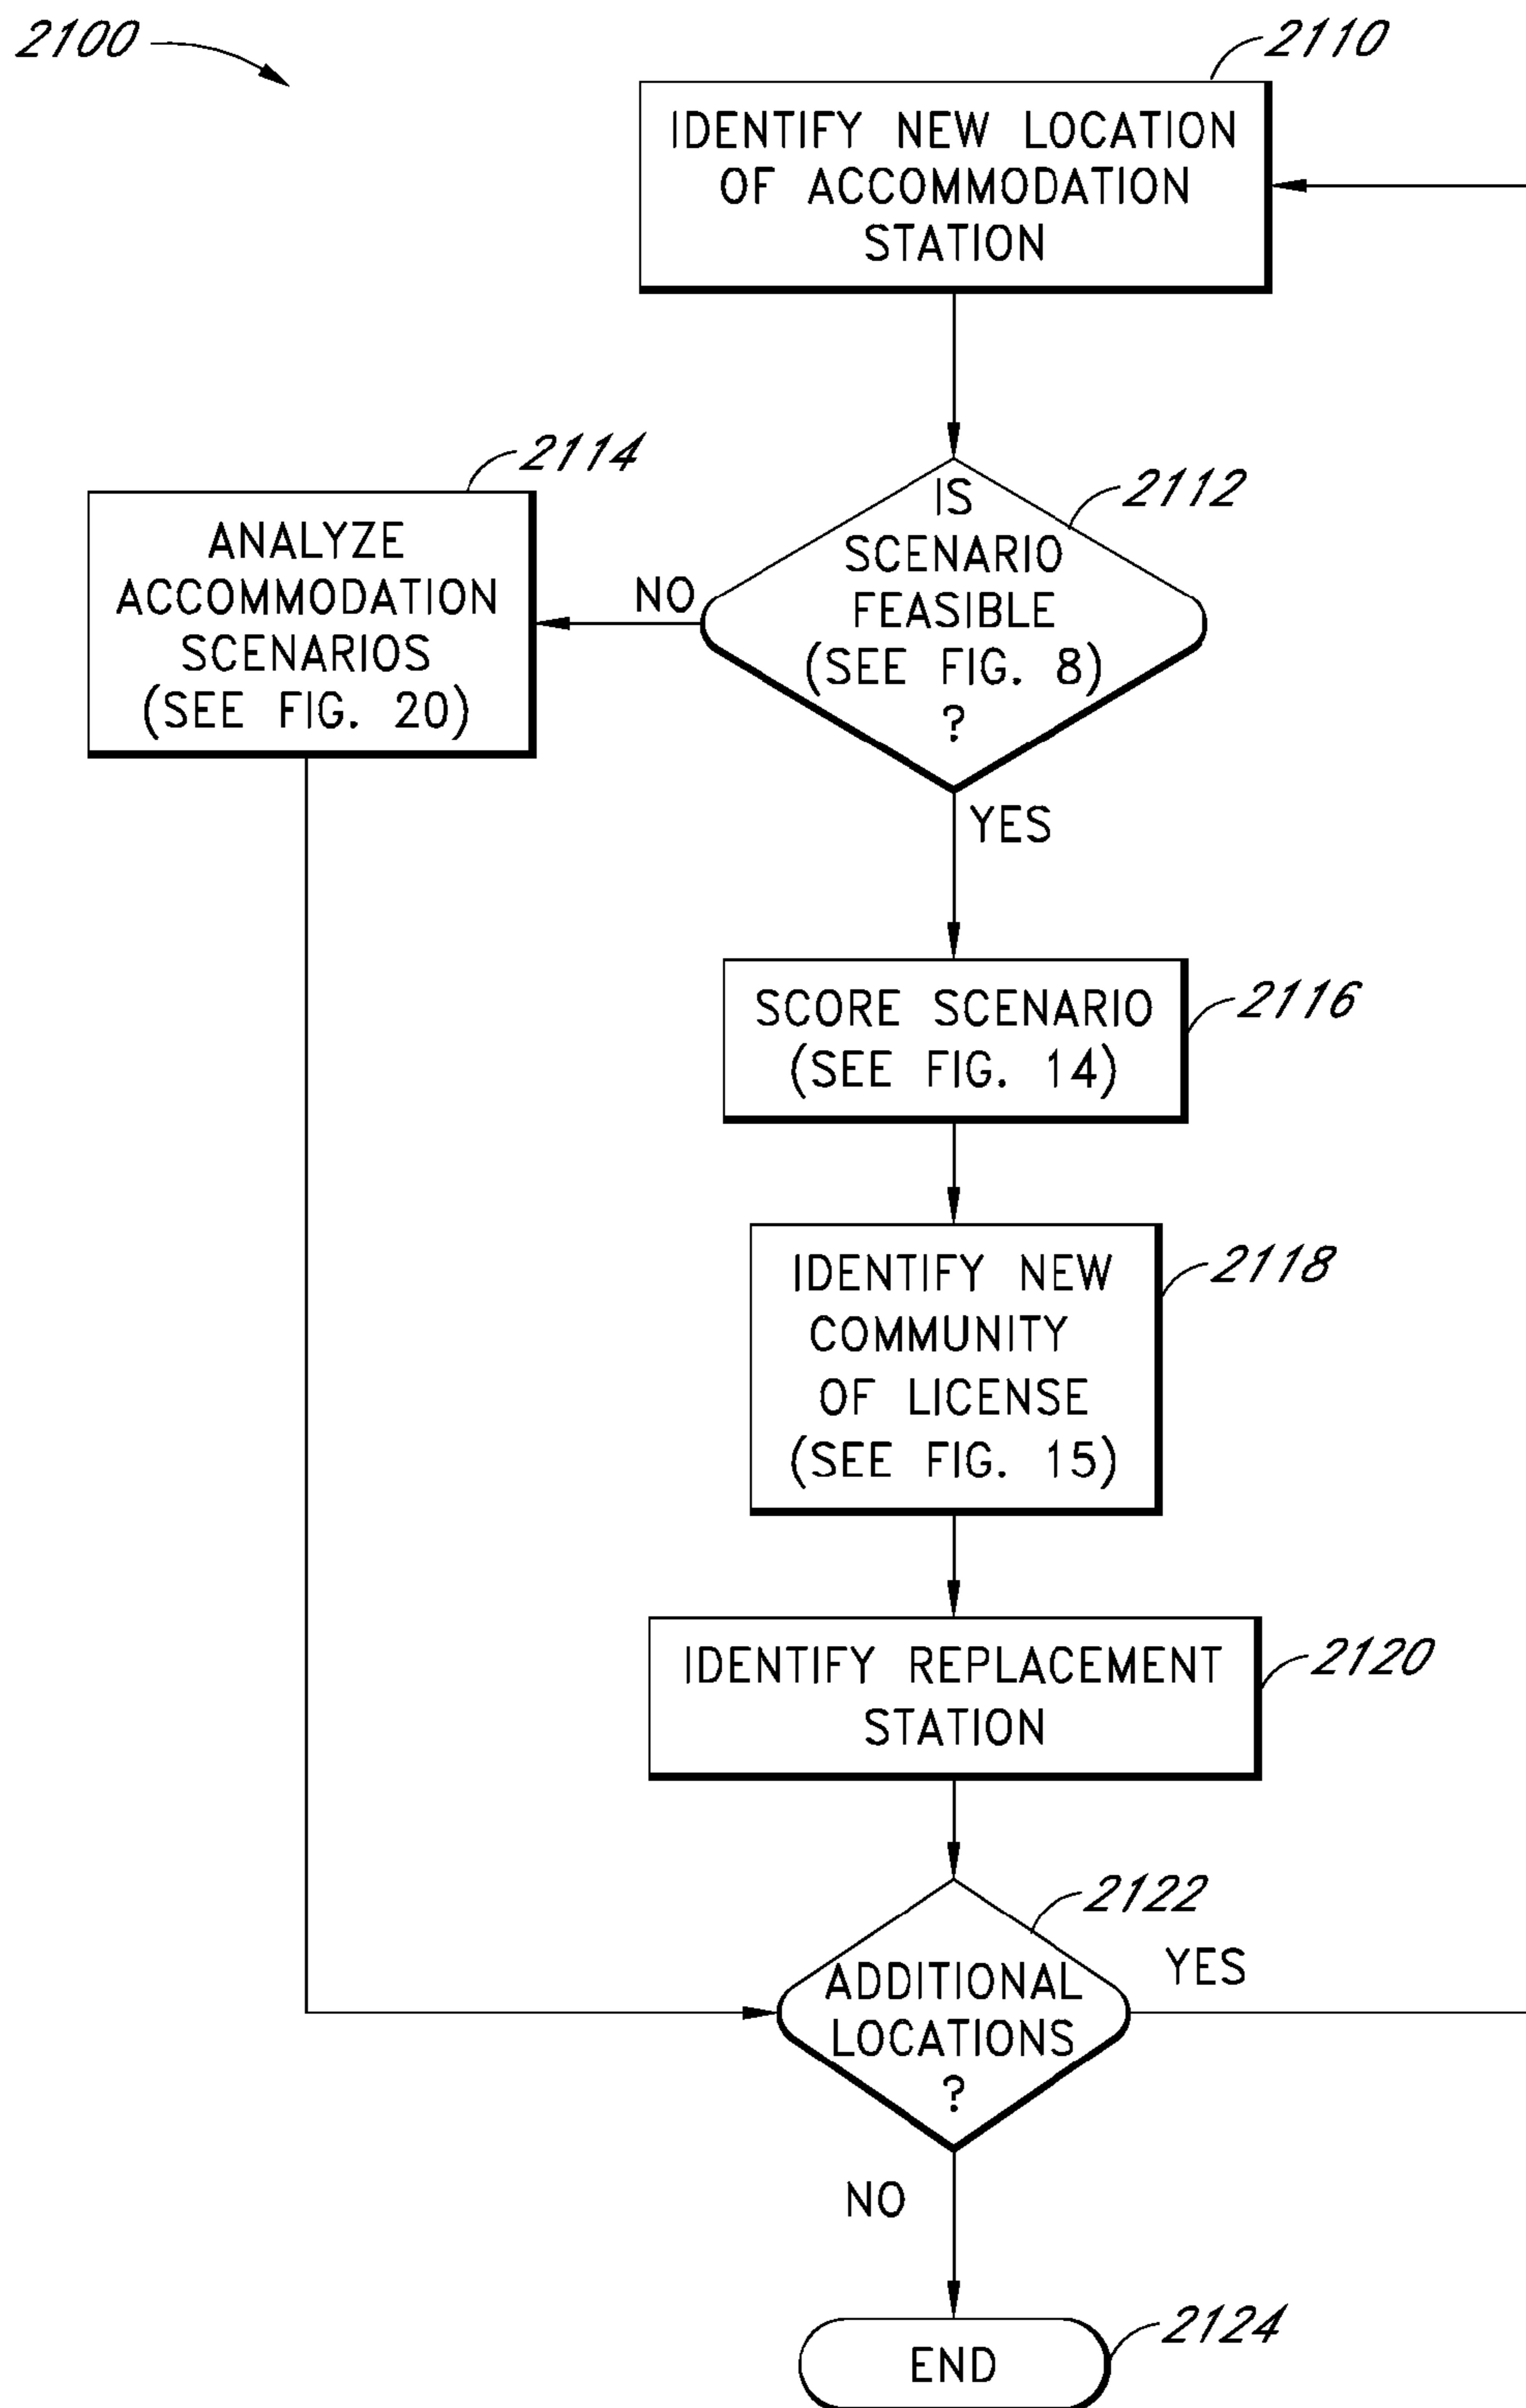 2100
2110
IDENTIFY NEW LOCATION
OF ACCOMMODATION
STATION
2112
IS
SCENARIO
FEASIBLE
(SEE FIG. 8)
?
NO
2114
ANALYZE
ACCOMMODATION
SCENARIOS
(SEE FIG. 20)
YES
2116
SCORE SCENARIO
(SEE FIG. 14)
2118
IDENTIFY NEW
COMMUNITY
OF LICENSE
(SEE FIG. 15)
2120
IDENTIFY REPLACEMENT
STATION
2122
ADDITIONAL
LOCATIONS
?
YES
NO
2124
END